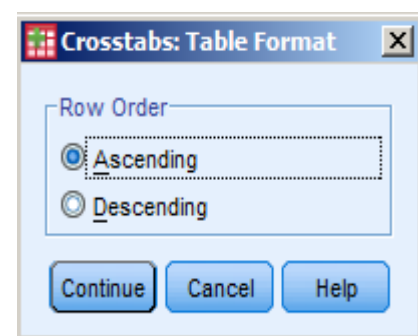 Crosstabs: Table Format
Row Order
Ascending
Descending
Continue Cancel Help